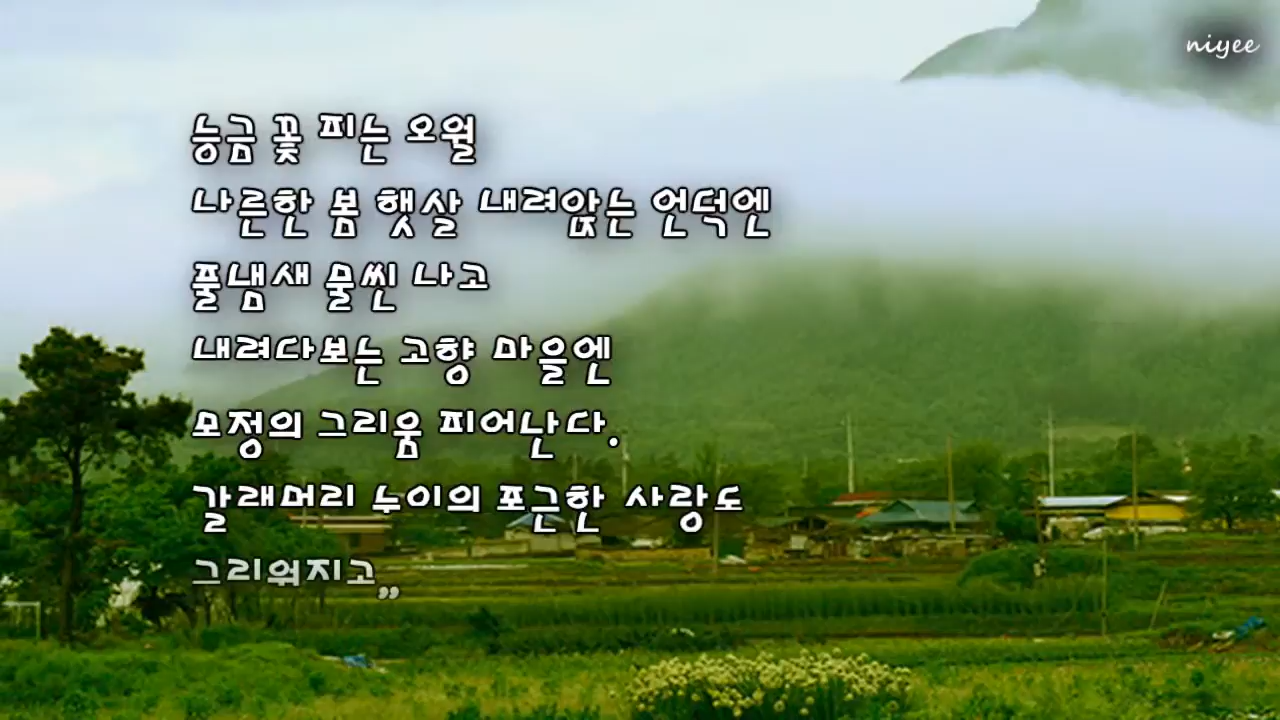 niyee
능금 꽃 피는 오월
나른한 봄 햇살 내려앉는 언덕엔
풀냄새 물씬 나고
내려다보는 고향 마을엔
모정의 그리움 피어난다.
갈래머리 누이의 포근한 사랑도
그리워지고,,